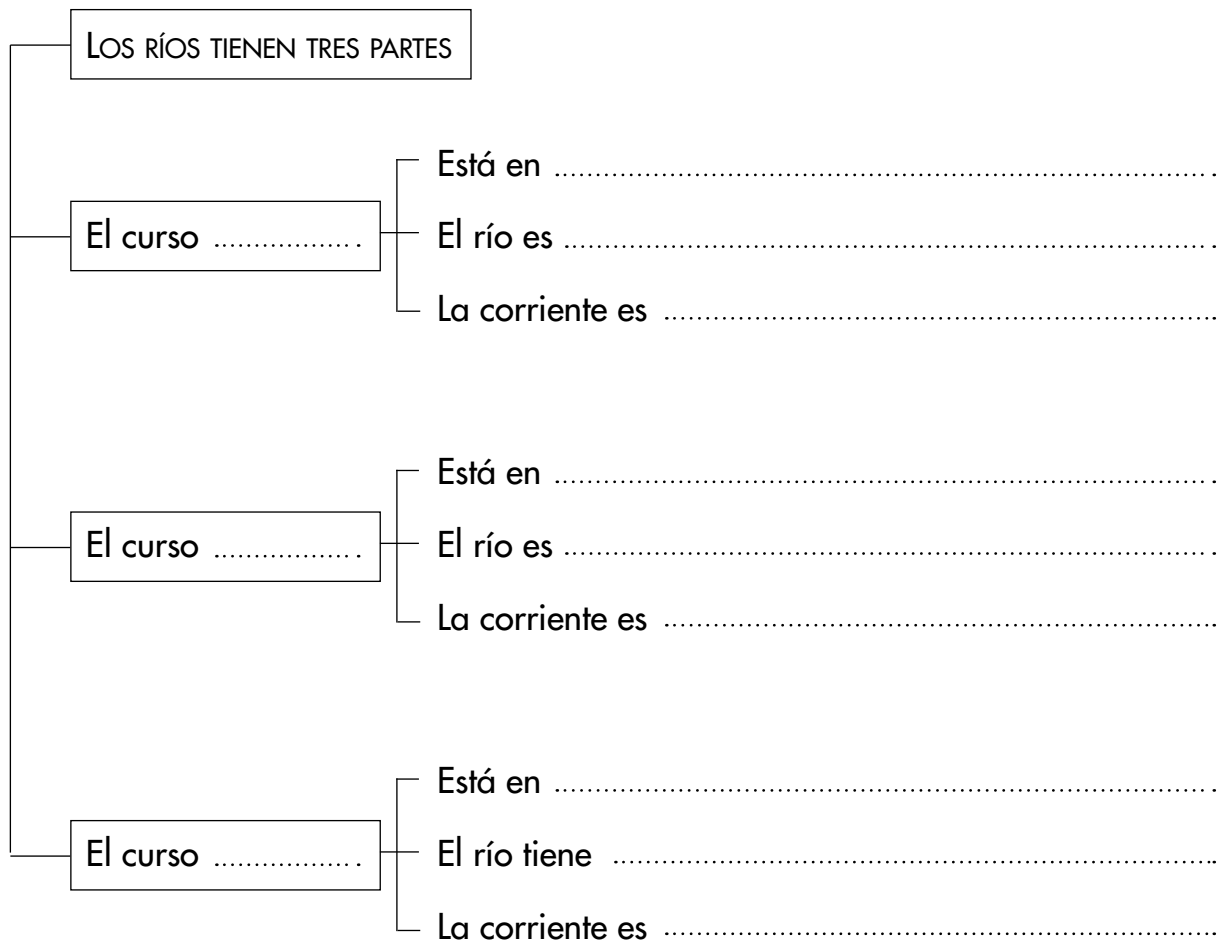 LOS RÍOS TIENEN TRES PARTES
El curso .................. .
Está en ........................................................................ .
El río es ....................................................................... .
La corriente es .............................................................
El curso .................. .
Está en ........................................................................ .
El río es ....................................................................... .
La corriente es .............................................................
El curso .................. .
Está en ........................................................................ .
El río tiene ...................................................................
La corriente es .............................................................